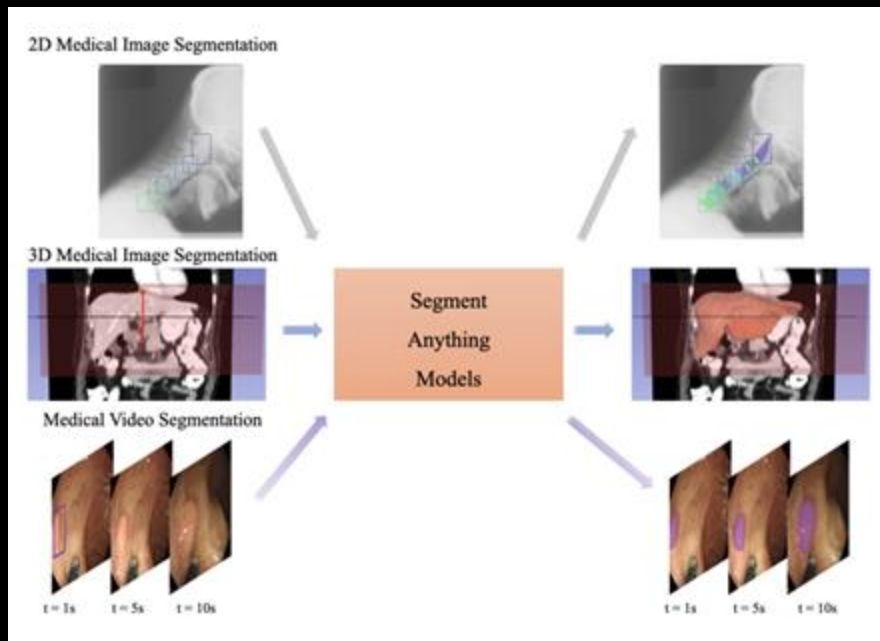 2D Medical Image Segmentation
3D Medical Image Segmentation
Segment
Anything
Models
Medical Video Segmentation
t = 1s
t = 5s
t = 10s
t = 1s
t = 5s
t = 10s